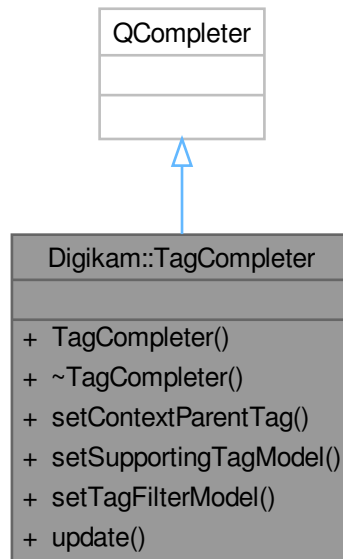 QCompleter
Digikam::TagCompleter
+ TagCompleter()
+ ~TagCompleter()
+ setContextParentTag()
+ setSupportingTagModel()
+ setTagFilterModel()
+ update()